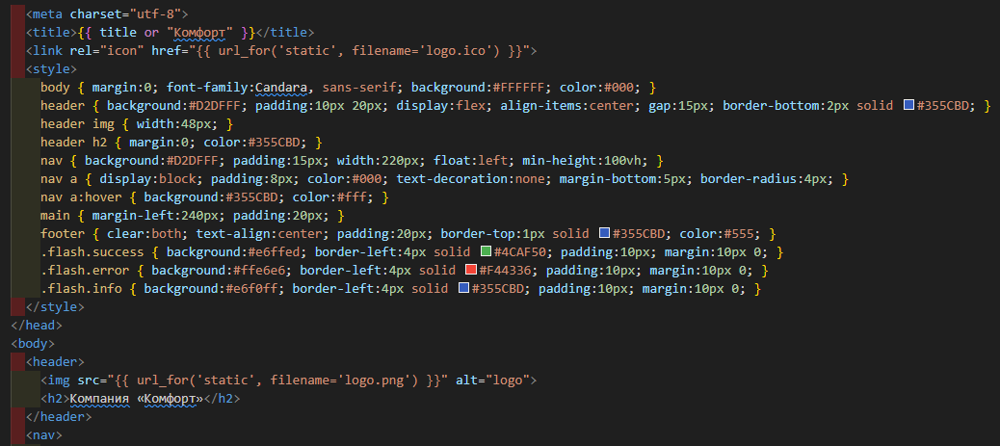 <meta charset="utf-8">
<title>{{ title or "Комфорт" }}</title>
<link rel="icon" href="{{ url_for('static', filename='logo.ico') }}">
<style>
body { margin:0; font-family:Candara, sans-serif; background:#FFFFFF; color:#000; }
header { background:#D2DFFF; padding:10px 20px; display:flex; align-items:center; gap:15px; border-bottom:2px solid #355CBD; }
header img { width:48px; }
header h2 { margin:0; color:#355CBD; }
nav { background:#D2DFFF; padding:15px; width:220px; float:left; min-height:100vh; }
nav a { display:block; padding:8px; color:#000; text-decoration:none; margin-bottom:5px; border-radius:4px; }
nav a:hover { background:#355CBD; color:#fff; }
main { margin-left:240px; padding:20px; }
footer { clear:both; text-align:center; padding:20px; border-top:1px solid #355CBD; color:#555; }
.flash.success { background:#e6ffed; border-left:4px solid #4CAF50; padding:10px; margin:10px 0; }
.flash.error { background:#ffe6e6; border-left:4px solid #F44336; padding:10px; margin:10px 0; }
.flash.info { background:#e6f0ff; border-left:4px solid #355CBD; padding:10px; margin:10px 0; }
</style>
</head>
<body>
<header>
<img src="{{ url_for('static', filename='logo.png') }}" alt="logo">
<h2>Компания «Комфорт»</h2>
</header>
<nav>